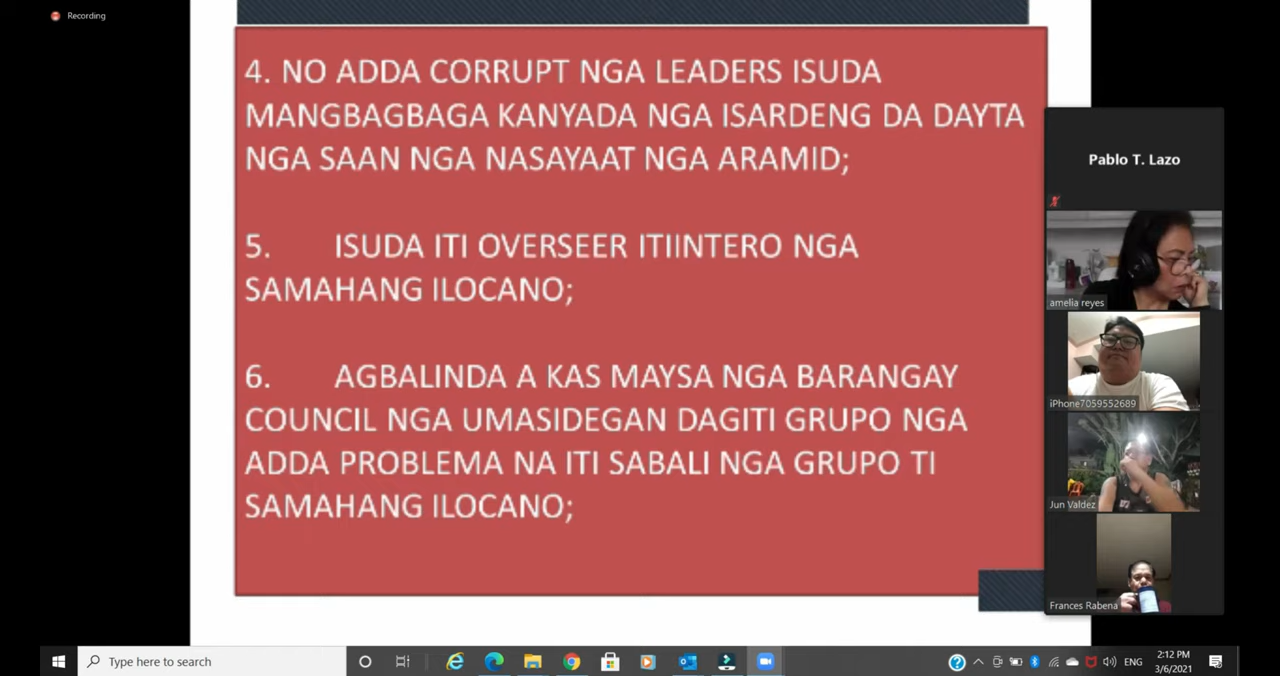 Recording
4. NO ADDA CORRUPT NGA LEADERS ISUDA
MANGBAGBAGA KANYADA NGA ISARDENG DA DAYTA
NGA SAAN NGA NASAYAAT NGA ARAMID;
5. ISUDA ITI OVERSEER ITIINTERO NGA
SAMAHANG ILOCANO;
6. AGBALINDA A KAS MAYSA NGA BARANGAY
COUNCIL NGA UMASIDEGAN DAGITI GRUPO NGA
ADDA PROBLEMA NA ITI SABALI NGA GRUPO TI
SAMAHANG ILOCANO;
Pablo T. Lazo
amelia reyes
iPhone7059552689
Jun Valdez
Frances Rabena
Type here to search
ENG
2:12 PM
3/6/2021